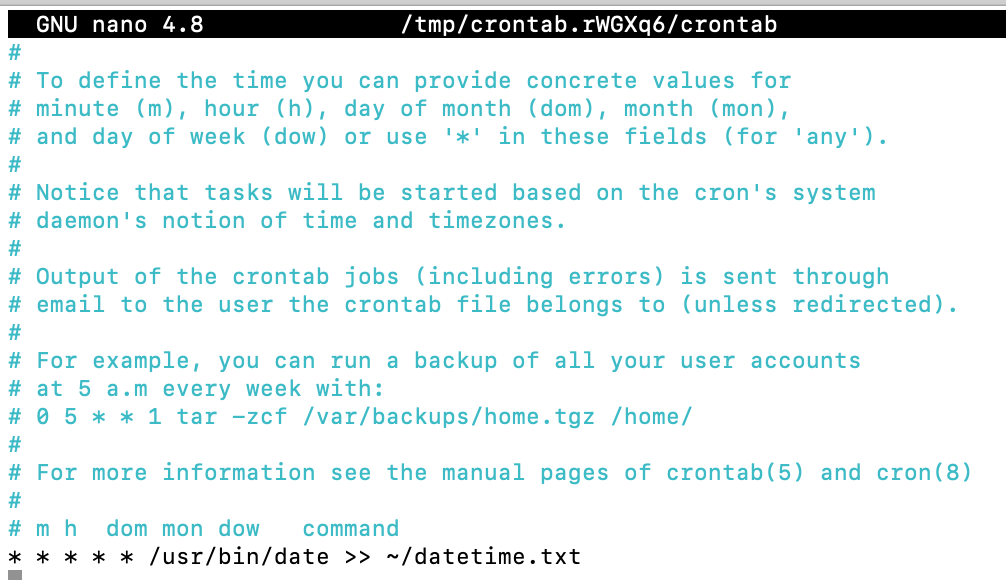 GNU nano 4.8 /tmp/crontab.rWGXq6/crontab
#
# To define the time you can provide concrete values for
# minute (m), hour (h), day of month (dom), month (mon),
# and day of week (dow) or use '*' in these fields (for 'any').
#
# Notice that tasks will be started based on the cron's system
# daemon's notion of time and timezones.
#
# Output of the crontab jobs (including errors) is sent through
# email to the user the crontab file belongs to (unless redirected).
#
# For example, you can run a backup of all your user accounts
# at 5 a.m every week with:
# 0 5 * * 1 tar -zcf /var/backups/home.tgz /home/
#
# For more information see the manual pages of crontab(5) and cron(8)
#
# m h  dom mon dow   command
* * * * * /usr/bin/date >> ~/datetime.txt